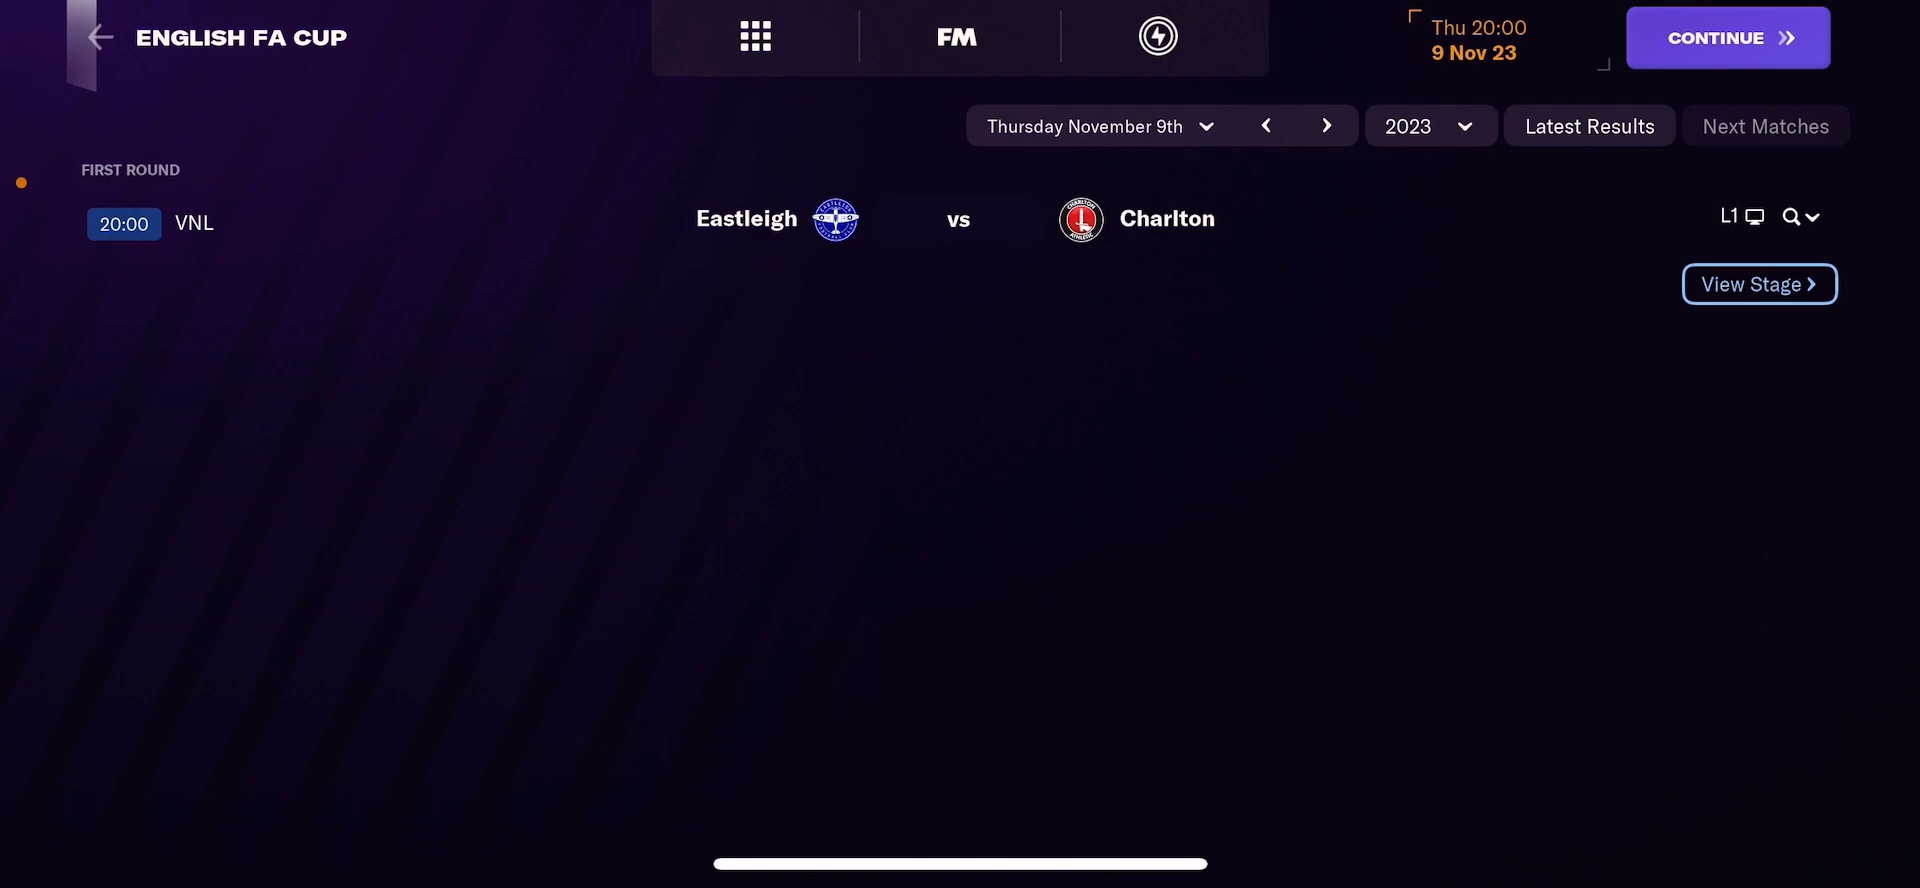 ENGLISH FA CUP
FM
Thu 20:00
9 Nov 23
CONTINUE
Thursday November 9th
2023
Latest Results
Next Matches
FIRST ROUND
20:00 VNL Eastleigh vs Charlton L1
View Stage